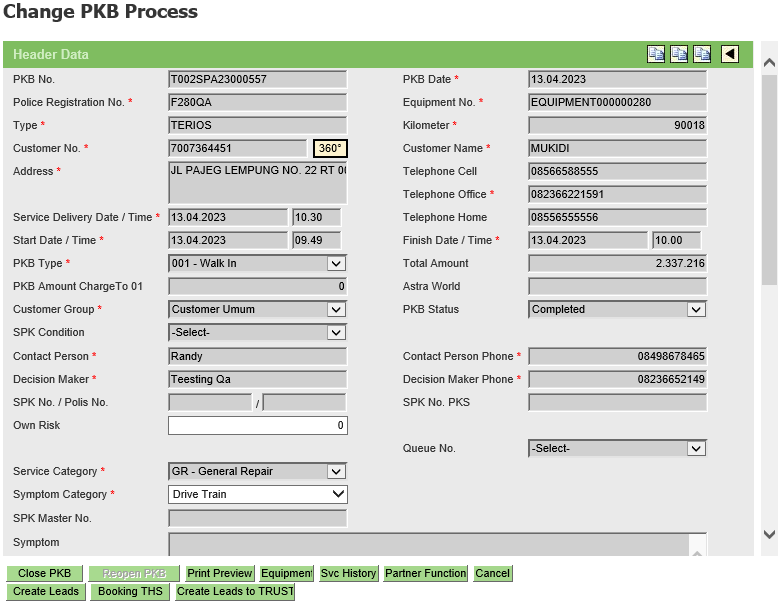 Change PKB Process
Header Data
PKB No. T002SPA23000557 PKB Date * 13.04.2023
Police Registration No. * F280QA Equipment No. * EQUIPMENT000000280
Type * TERIOS Kilometer * 90018
Customer No. * 7007364451 360° Customer Name * MUKIDI
Address * JL PAJEG LEMPUNG NO. 22 RT 00 Telephone Cell 08566588555
Telephone Office * 082366221591
Service Delivery Date / Time * 13.04.2023 10.30 Telephone Home 08556555556
Start Date / Time * 13.04.2023 09.49 Finish Date / Time * 13.04.2023 10.00
PKB Type * 001 - Walk In Total Amount 2.337.216
PKB Amount ChargeTo 01 0 Astra World
Customer Group * Customer Umum PKB Status Completed
SPK Condition -Select-
Contact Person * Randy Contact Person Phone * 08498678465
Decision Maker * Teesting Qa Decision Maker Phone * 08236652149
SPK No. / Polis No. / SPK No. PKS
Own Risk 0
Queue No. -Select-
Service Category * GR - General Repair
Symptom Category * Drive Train
SPK Master No.
Symptom
Close PKB Reopen PKB Print Preview Equipment Svc History Partner Function Cancel
Create Leads Booking THS Create Leads to TRUST